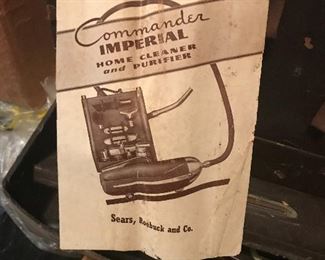 Commander
IMPERIAL
HOME CLEANER
and PURIFIER
Sears, Roebuck and Co.